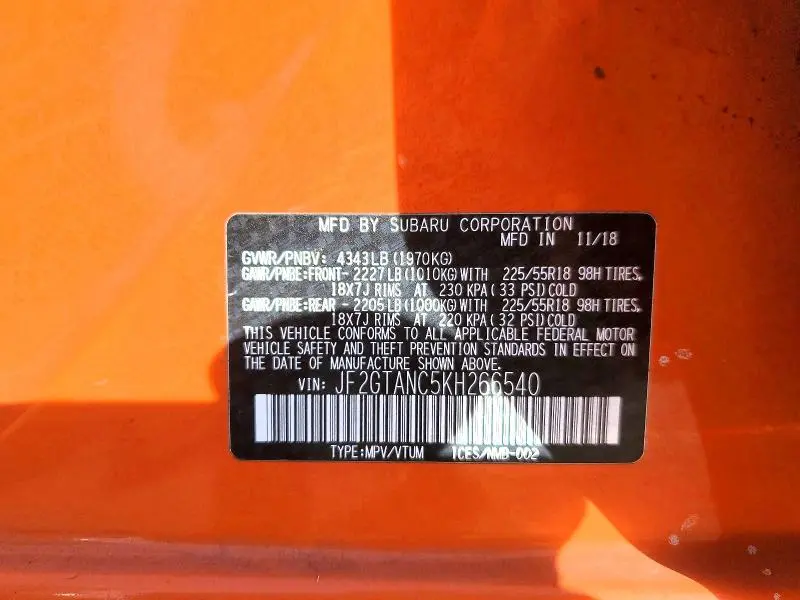 MFD BY SUBARU CORPORATION
MFD IN 11/18
GVWR/PNBV: 4343LB(1970KG)
GAWR/PNBE:FRONT- 2227LB(1010KG)WITH 225/55R18 98H TIRES,
18X7J RIMS AT 230 KPA(33 PSI)COLD
GAWR/PNBE:REAR - 2205LB(1000KG)WITH 225/55R18 98H TIRES,
18X7J RIMS AT 220 KPA(32 PSI)COLD
THIS VEHICLE CONFORMS TO ALL APPLICABLE FEDERAL MOTOR
VEHICLE SAFETY AND THEFT PREVENTION STANDARDS IN EFFECT ON
THE DATE OF MANUFACTURE SHOWN ABOVE.
VIN: JF2GTANC5KH266540
TYPE:MPV/VTUM ICES/NMB-002